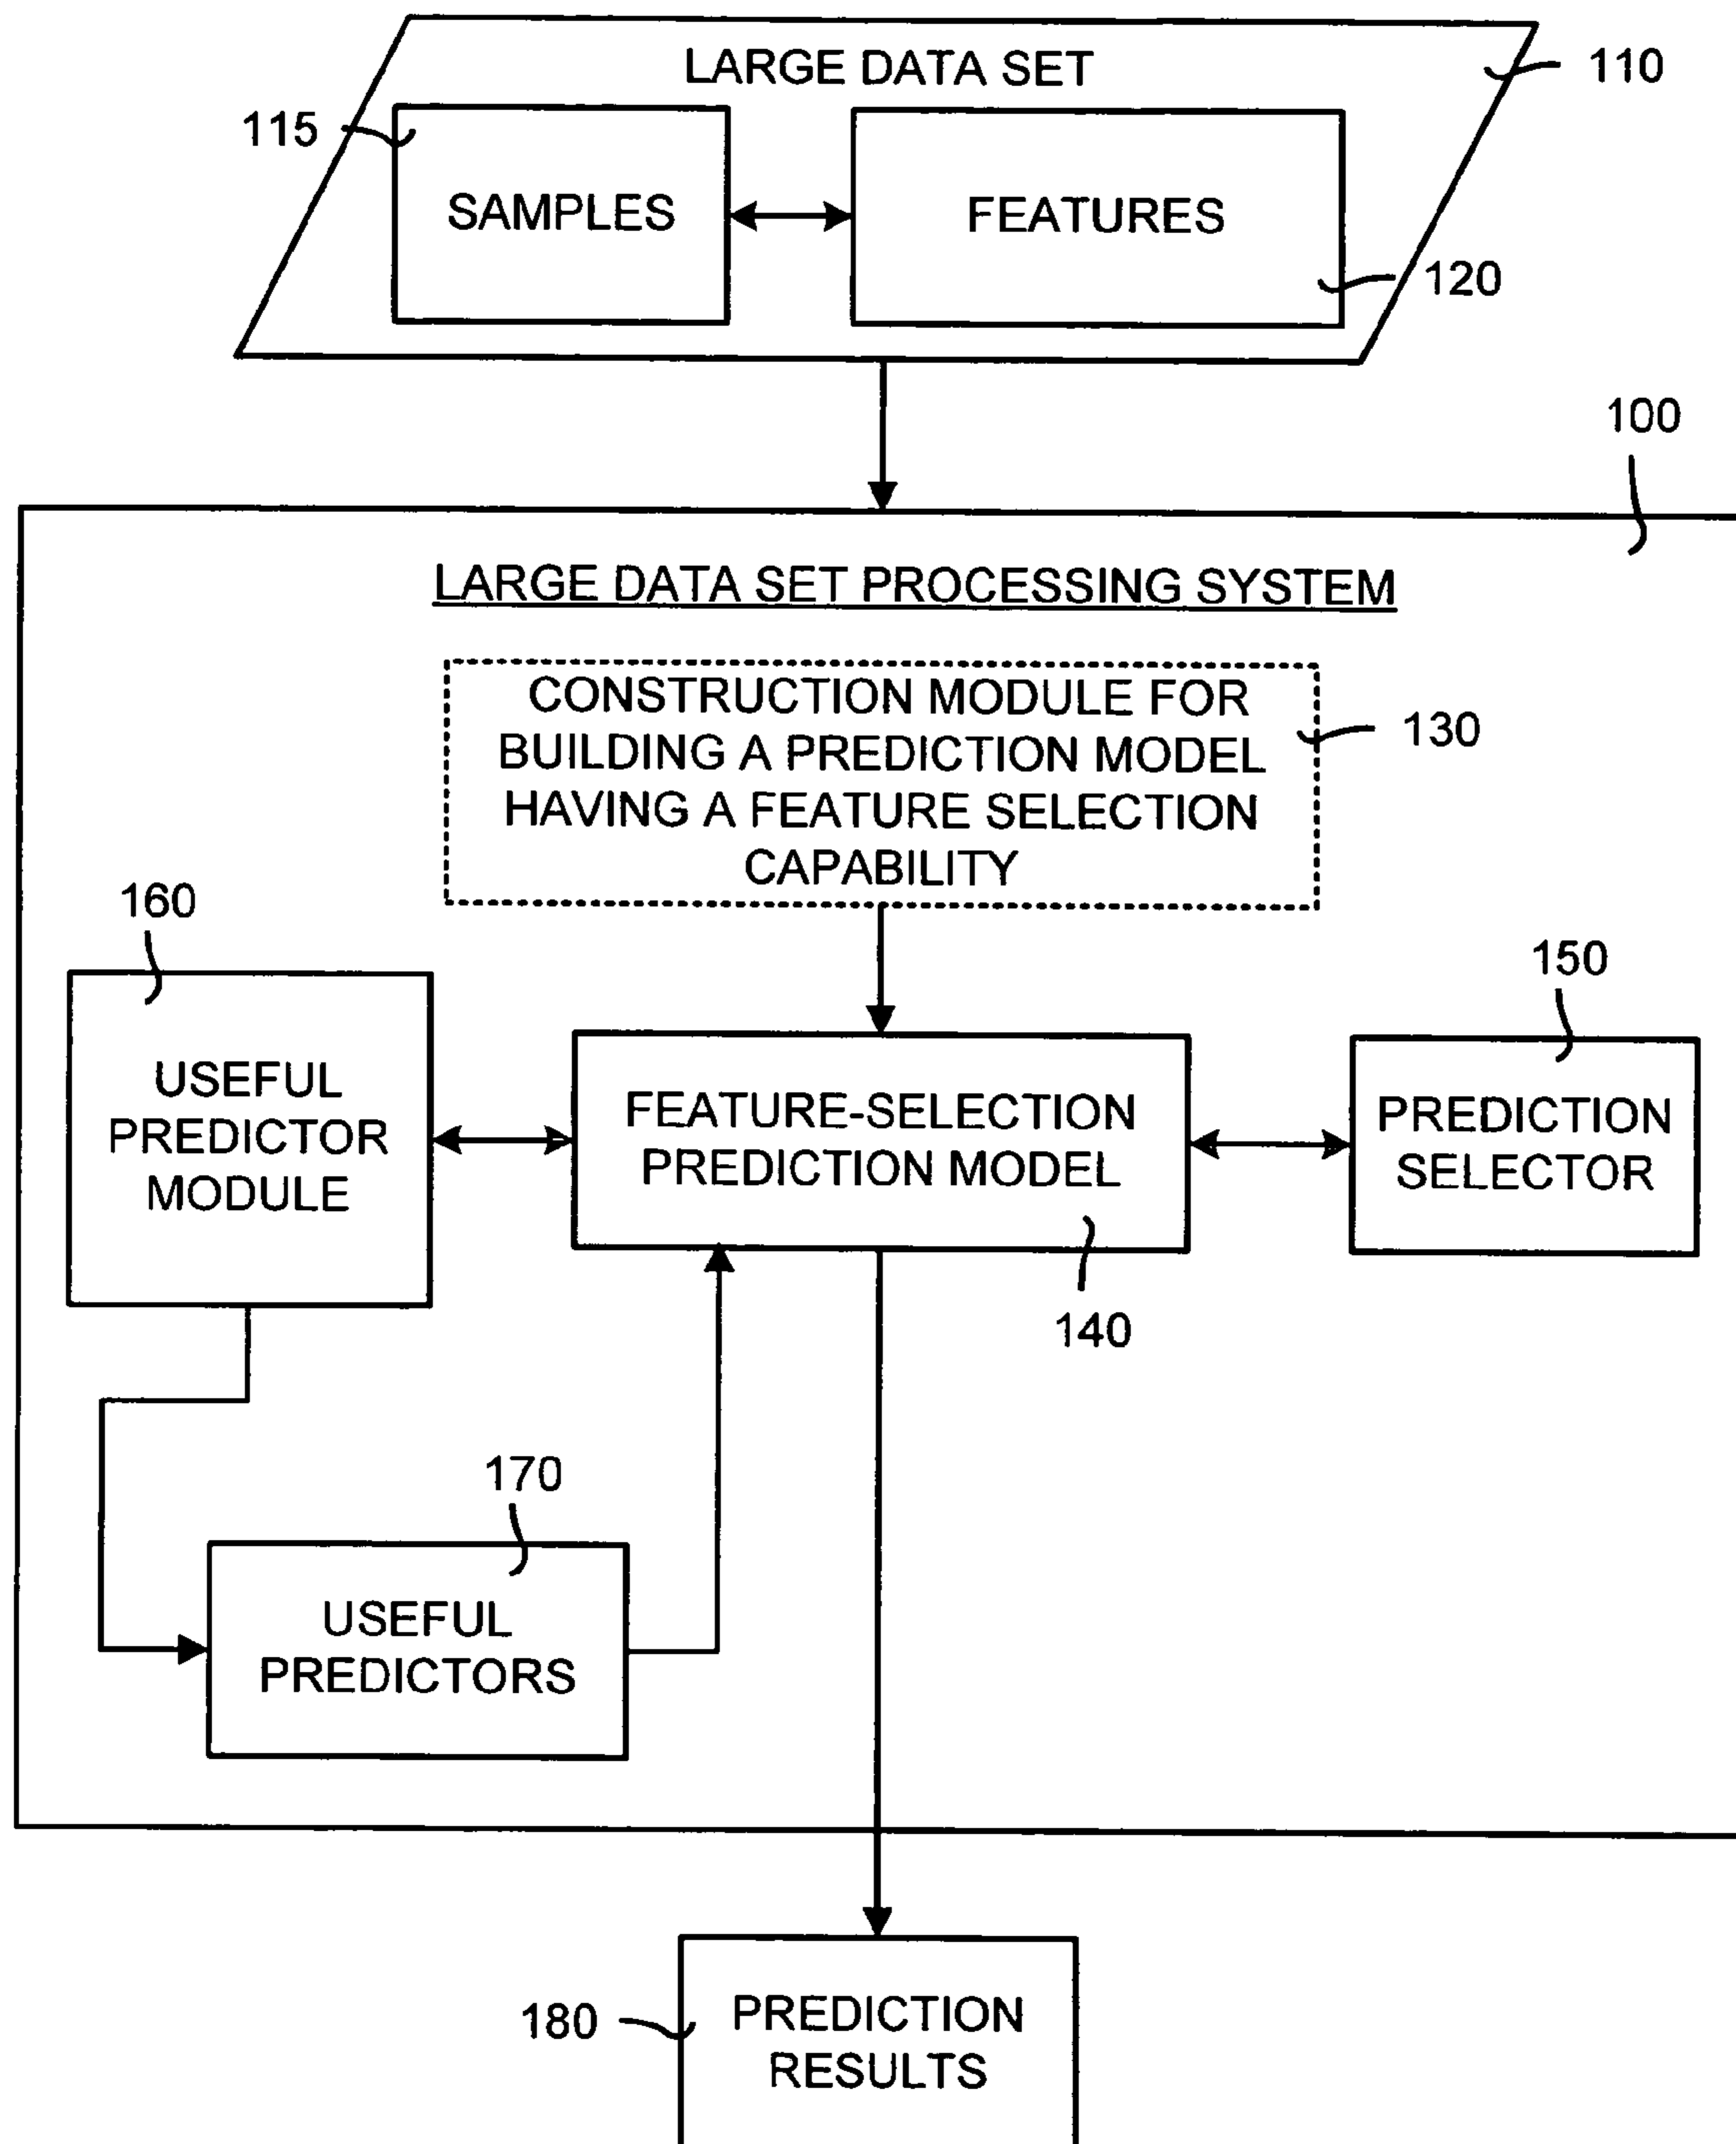 LARGE DATA SET
110
115
SAMPLES
FEATURES
120
100
LARGE DATA SET PROCESSING SYSTEM
CONSTRUCTION MODULE FOR
BUILDING A PREDICTION MODEL
HAVING A FEATURE SELECTION
CAPABILITY
130
160
150
USEFUL
PREDICTOR
MODULE
FEATURE-SELECTION
PREDICTION MODEL
PREDICTION
SELECTOR
140
170
USEFUL
PREDICTORS
180
PREDICTION
RESULTS